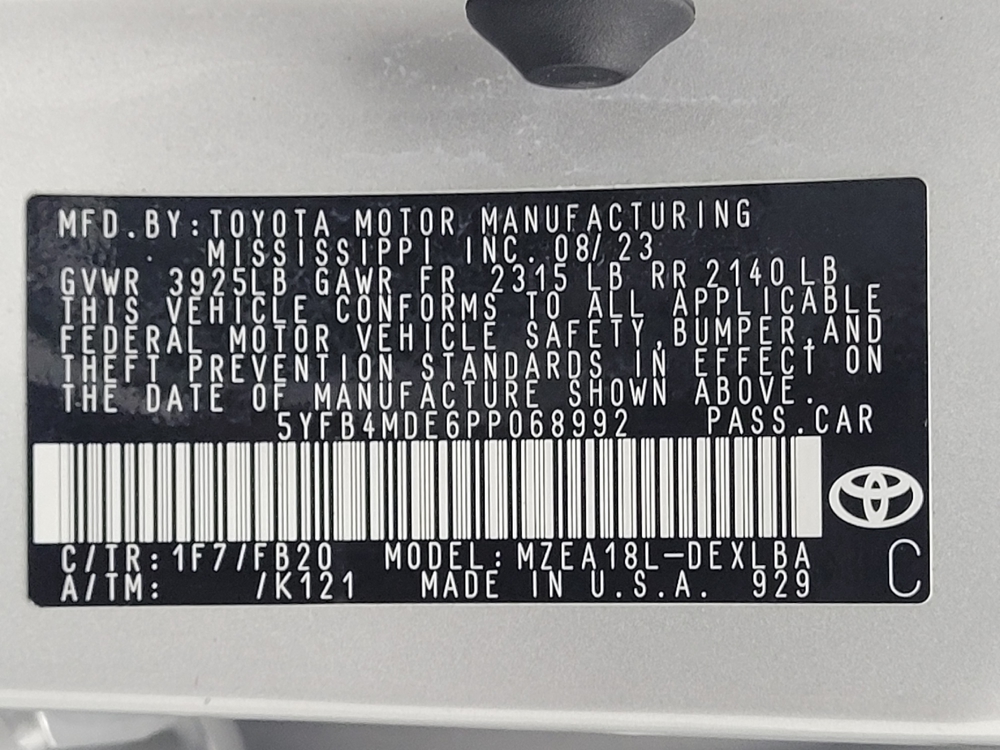 MFD.BY:TOYOTA MOTOR MANUFACTURING
MISSISSIPPI INC. 08/23
GVWR 3925LB GAWR FR 2315 LB RR 2140 LB
THIS VEHICLE CONFORMS TO ALL APPLICABLE
FEDERAL MOTOR VEHICLE SAFETY,BUMPER,AND
THEFT PREVENTION STANDARDS IN EFFECT ON
THE DATE OF MANUFACTURE SHOWN ABOVE.
5YFB4MDE6PP068992 PASS.CAR
C/TR:1F7/FB20 MODEL:MZEA18L-DEXLBA
A/TM: /K121 MADE IN U.S.A. 929
C